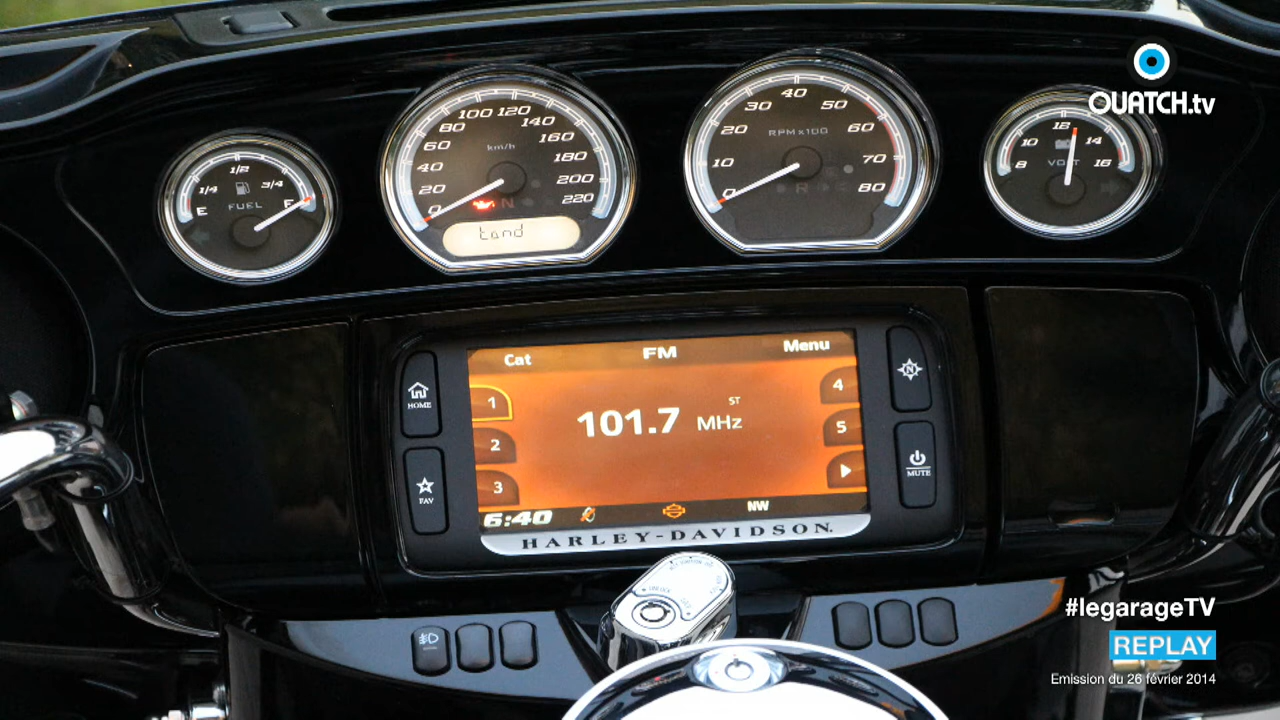 OUATCH.tv
1/4 1/2 3/4
E F
FUEL
0 20 40 60 80 100 120 140 160 180 200 220
km/h
N
tand
0 10 20 30 40 50 60 70 80
RPM x100
R
8 10 12 14 16
VOLT
Cat FM Menu
1 4
ST
101.7 MHz
2 5
3
6:40 NW
HARLEY-DAVIDSON
HOME
FAV
N
MUTE
#legarageTV
REPLAY
Emission du 26 février 2014